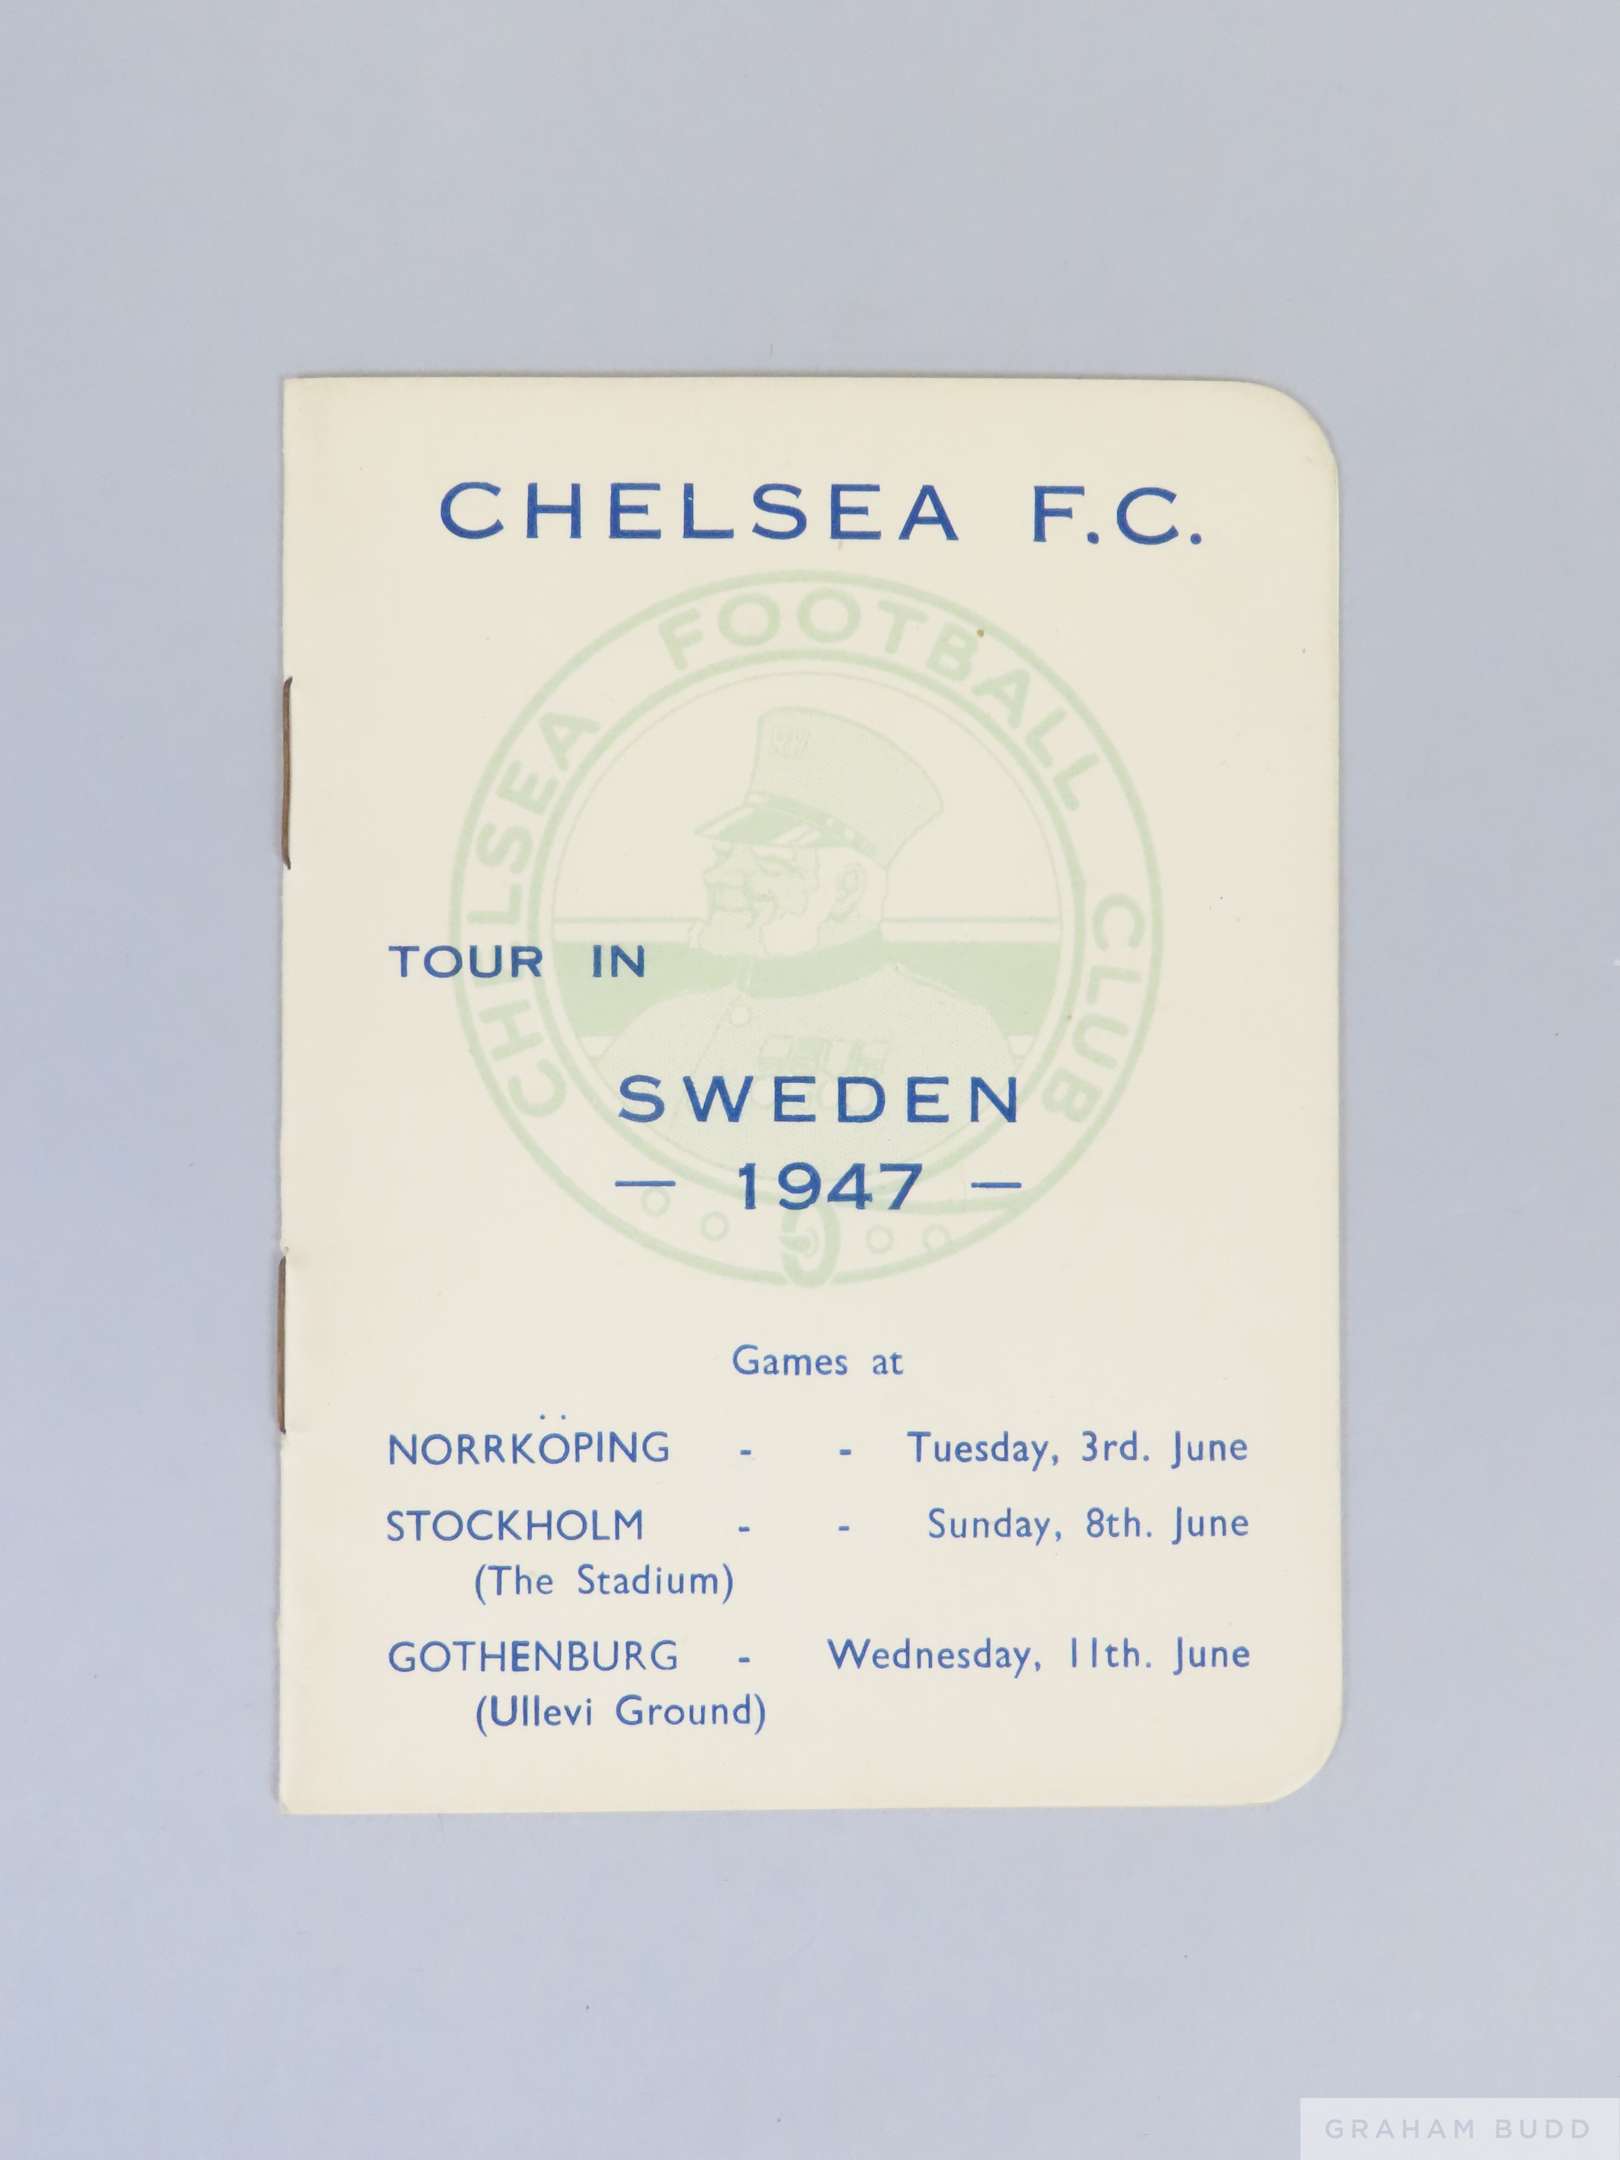 CHELSEA F.C.
CHELSEA FOOTBALL CLUB
TOUR IN
SWEDEN
— 1947 —
Games at
NORRKÖPING - - Tuesday, 3rd. June
STOCKHOLM - - Sunday, 8th. June
(The Stadium)
GOTHENBURG - Wednesday, 11th. June
(Ullevi Ground)
GRAHAM BUDD